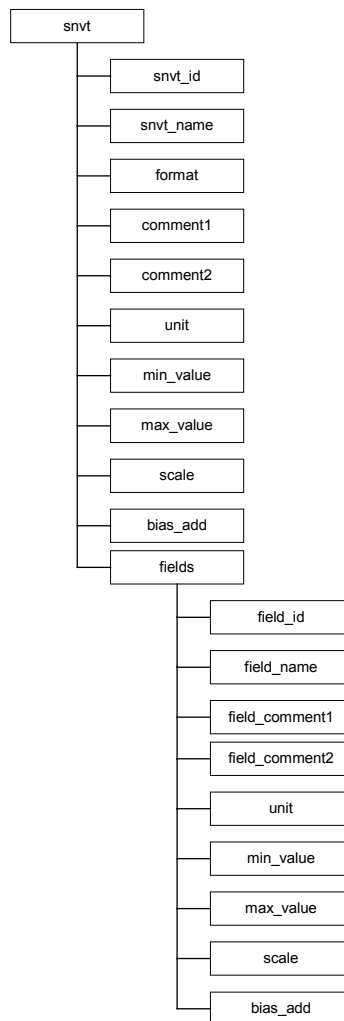 snvt
snvt_id
snvt_name
format
comment1
comment2
unit
min_value
max_value
scale
bias_add
fields
field_id
field_name
field_comment1
field_comment2
unit
min_value
max_value
scale
bias_add